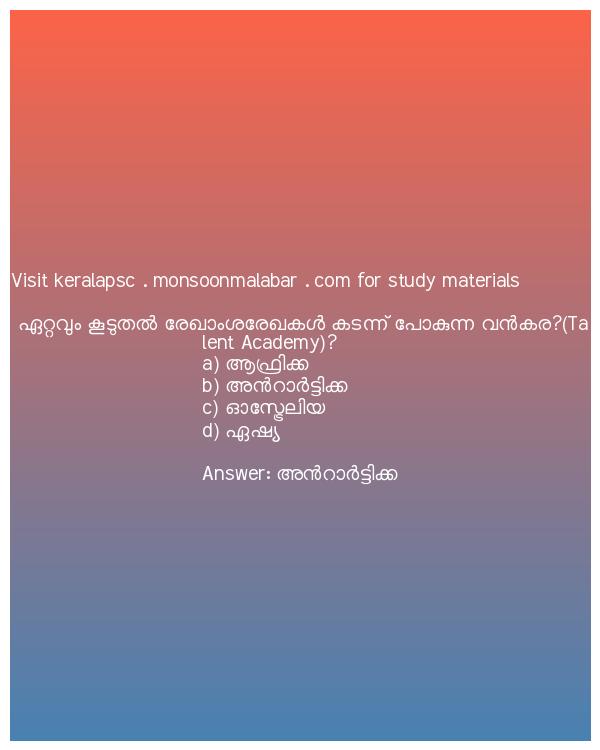 Visit keralapsc . monsoonmalabar . com for study materials
ഏറ്റവും കൂടുതൽ രേഖാംശരേഖകൾ കടന്ന് പോകുന്ന വൻകര?(Ta
lent Academy)?
a) ആഫ്രിക്ക
b) അൻറാർട്ടിക്ക
c) ഓസ്ട്രേലിയ
d) ഏഷ്യ
Answer: അൻറാർട്ടിക്ക